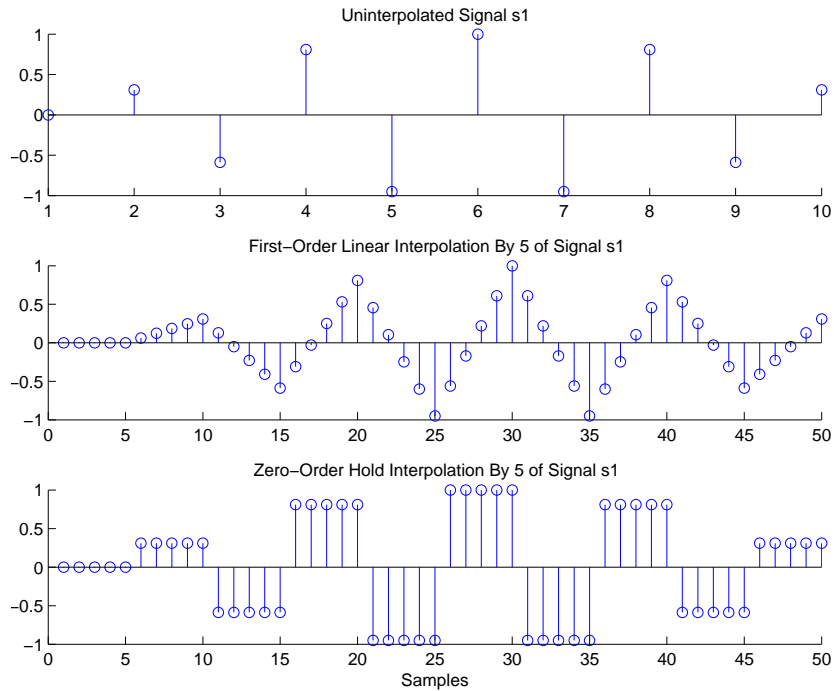 Uninterpolated Signal s1
1
0.5
0
−0.5
−1
1 2 3 4 5 6 7 8 9 10
First−Order Linear Interpolation By 5 of Signal s1
1
0.5
0
−0.5
−1
0 5 10 15 20 25 30 35 40 45 50
Zero−Order Hold Interpolation By 5 of Signal s1
1
0.5
0
−0.5
−1
0 5 10 15 20 25 30 35 40 45 50
Samples